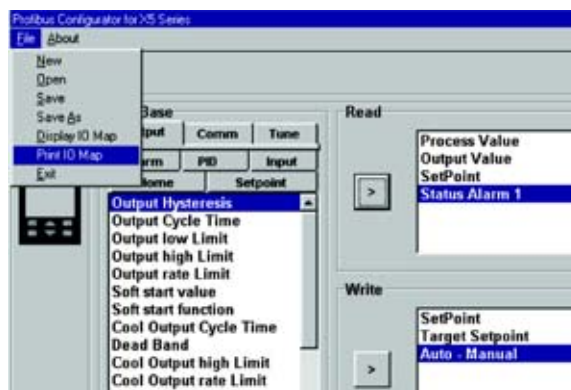 Profibus Configurator for X5 Series
File About
New
Open
Save
Save As
Display IO Map
Print IO Map
Exit
Base
Comm Tune
PID Input
Home Setpoint
Output Hysteresis
Output Cycle Time
Output low Limit
Output high Limit
Output rate Limit
Soft start value
Soft start function
Cool Output Cycle Time
Dead Band
Cool Output high Limit
Cool Output rate Limit
Read
Process Value
Output Value
SetPoint
Status Alarm 1
>
Write
SetPoint
Target Setpoint
Auto - Manual
>